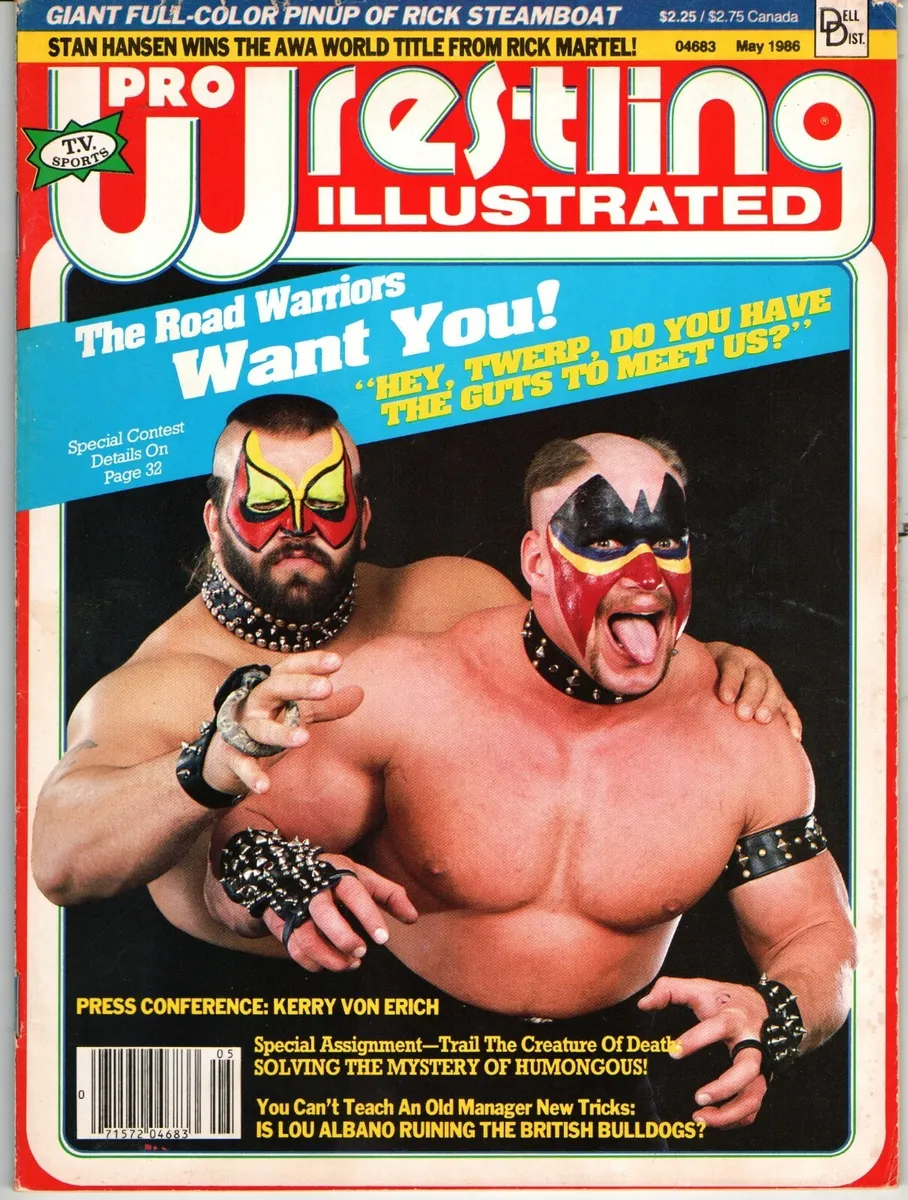 GIANT FULL-COLOR PINUP OF RICK STEAMBOAT
$2.25 / $2.75 Canada
DELL
DIST.
STAN HANSEN WINS THE AWA WORLD TITLE FROM RICK MARTEL!
04683 May 1986
PRO
Wrestling
®
ILLUSTRATED
T.V.
SPORTS
The Road Warriors
Want You!
“HEY, TWERP, DO YOU HAVE
THE GUTS TO MEET US?”
Special Contest
Details On
Page 32
PRESS CONFERENCE: KERRY VON ERICH
Special Assignment—Trail The Creature Of Death:
SOLVING THE MYSTERY OF HUMONGOUS!
You Can't Teach An Old Manager New Tricks:
IS LOU ALBANO RUINING THE BRITISH BULLDOGS?
05
0
71572 04683